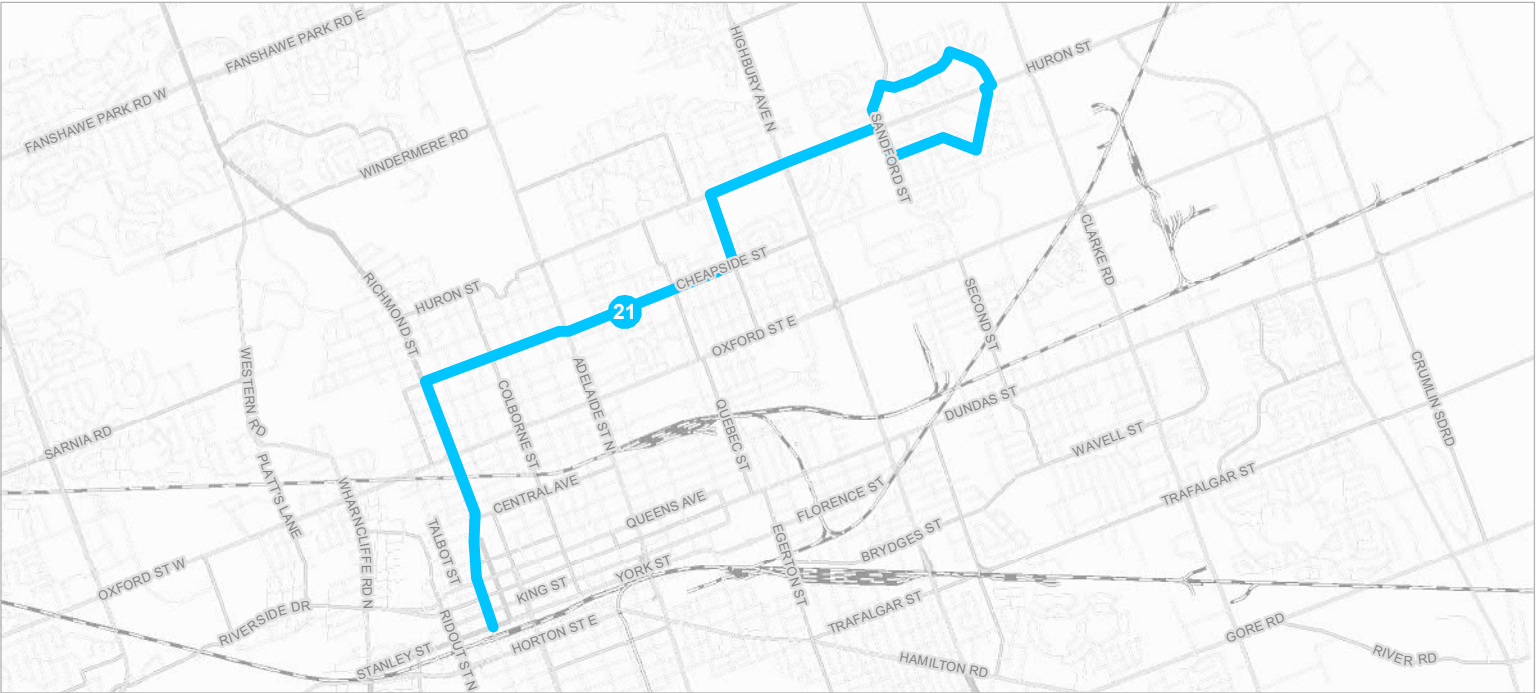 FANSHAWE PARK RD E
FANSHAWE PARK RD W
WINDERMERE RD
HIGHBURY AVE N
HURON ST
SANDFORD ST
CLARKE RD
CHEAPSIDE ST
RICHMOND ST
HURON ST
21
OXFORD ST E
SECOND ST
WESTERN RD
COLBORNE ST
ADELAIDE ST N
QUEBEC ST
DUNDAS ST
CRUMLIN SDRD
SARNIA RD
WAVELL ST
PLATT'S LANE
WHARNCLIFFE RD N
CENTRAL AVE
QUEENS AVE
FLORENCE ST
TRAFALGAR ST
TALBOT ST
EGERTON ST
BRYDGES ST
OXFORD ST W
KING ST
YORK ST
RIVERSIDE DR
RIDOUT ST N
HORTON ST E
TRAFALGAR ST
GORE RD
STANLEY ST
HAMILTON RD
RIVER RD